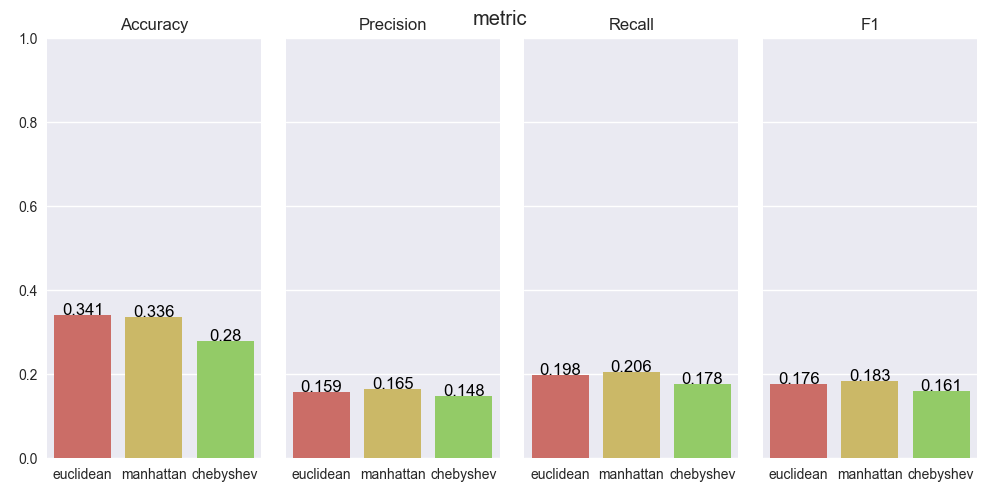 metric
Accuracy Precision Recall F1
1.0
0.8
0.6
0.4
0.2
0.0
0.341 0.336 0.28
0.159 0.165 0.148
0.198 0.206 0.178
0.176 0.183 0.161
euclidean manhattan chebyshev euclidean manhattan chebyshev euclidean manhattan chebyshev euclidean manhattan chebyshev